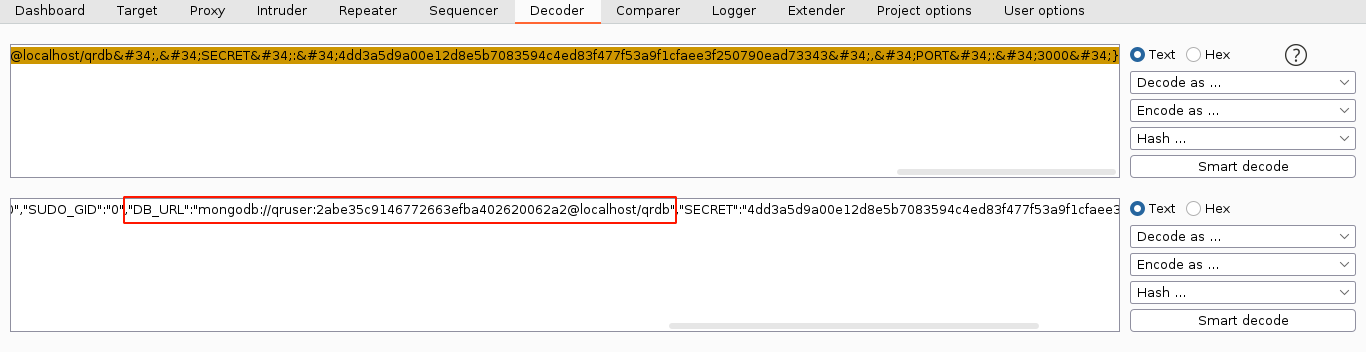 Dashboard Target Proxy Intruder Repeater Sequencer Decoder Comparer Logger Extender Project options User options
@localhost/qrdb&#34;,&#34;SECRET&#34;:&#34;4dd3a5d9a00e12d8e5b7083594c4ed83f477f53a9f1cfaee3f250790ead73343&#34;,&#34;PORT&#34;:&#34;3000&#34;}
Text Hex ?
Decode as ...
Encode as ...
Hash ...
Smart decode
)","SUDO_GID":"0","DB_URL":"mongodb://qruser:2abe35c9146772663efba402620062a2@localhost/qrdb","SECRET":"4dd3a5d9a00e12d8e5b7083594c4ed83f477f53a9f1cfaee3
Text Hex
Decode as ...
Encode as ...
Hash ...
Smart decode